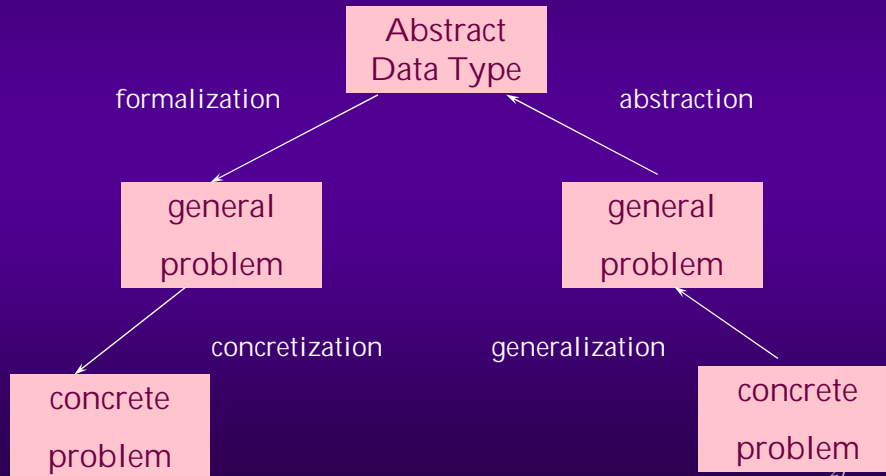 Abstract
Data Type
formalization
abstraction
general
problem
general
problem
concretization
generalization
concrete
problem
concrete
problem